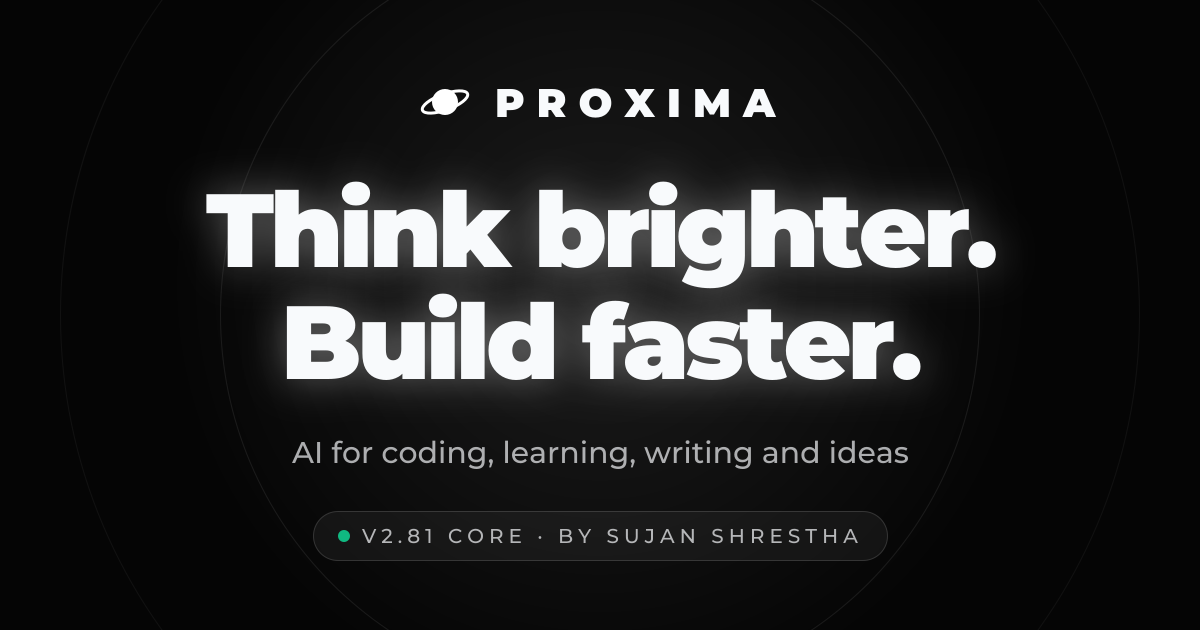 PROXIMA
Think brighter.
Build faster.
AI for coding, learning, writing and ideas
V2.81 CORE · BY SUJAN SHRESTHA